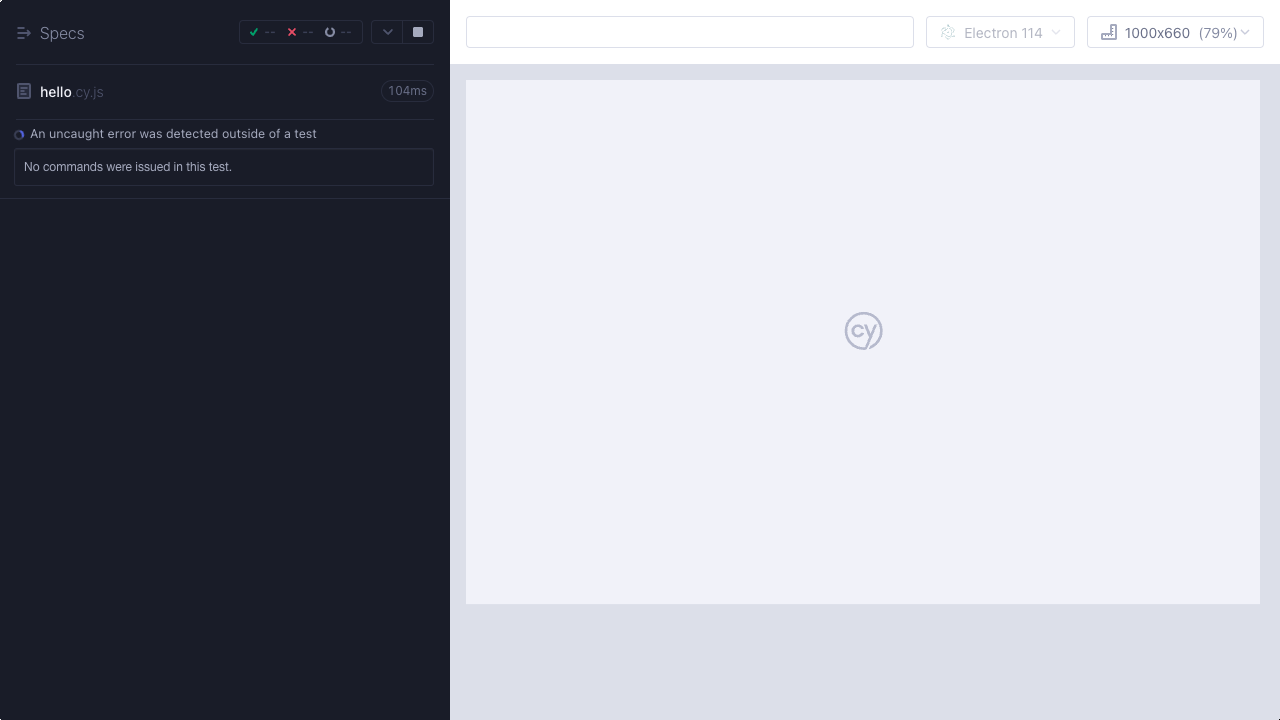 Specs
--
--
--
Electron 114
1000x660 (79%)
hello.cy.js
104ms
An uncaught error was detected outside of a test
No commands were issued in this test.
cy